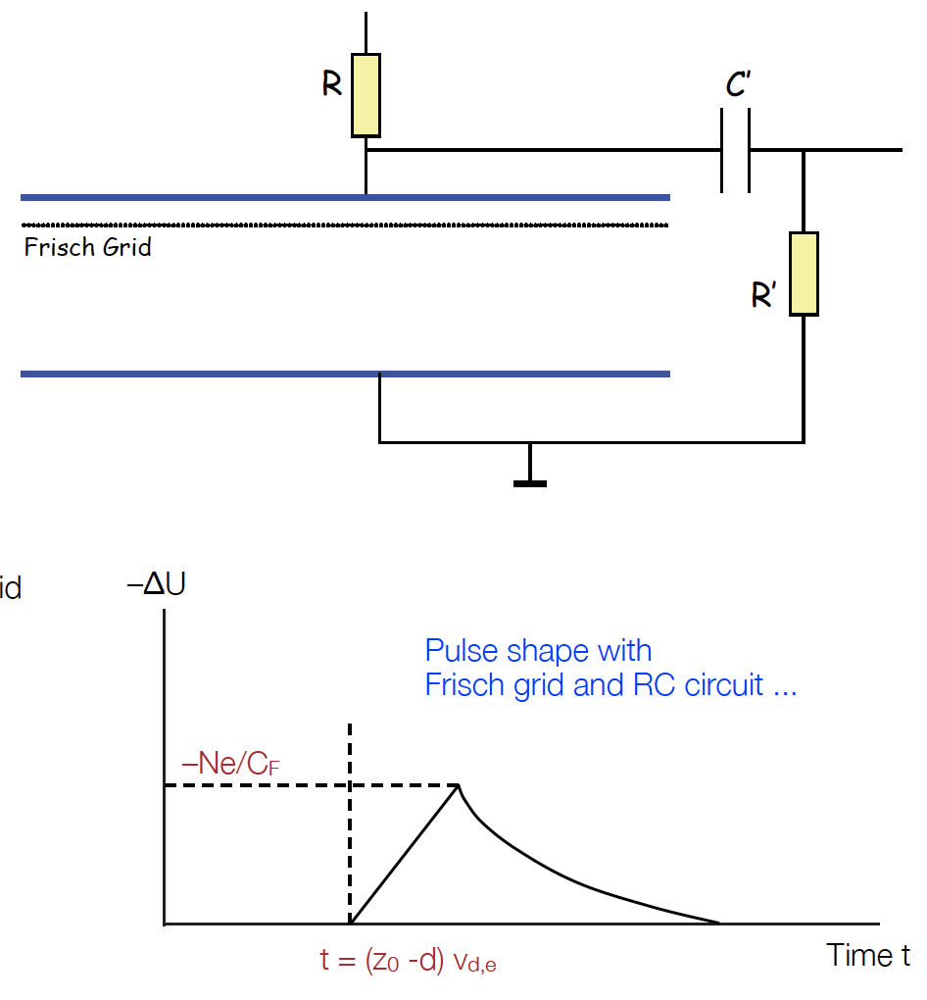 R
C'
Frisch Grid
R'
id
–ΔU
Pulse shape with
Frisch grid and RC circuit ...
–Ne/CF
t = (z0 -d) vd,e
Time t